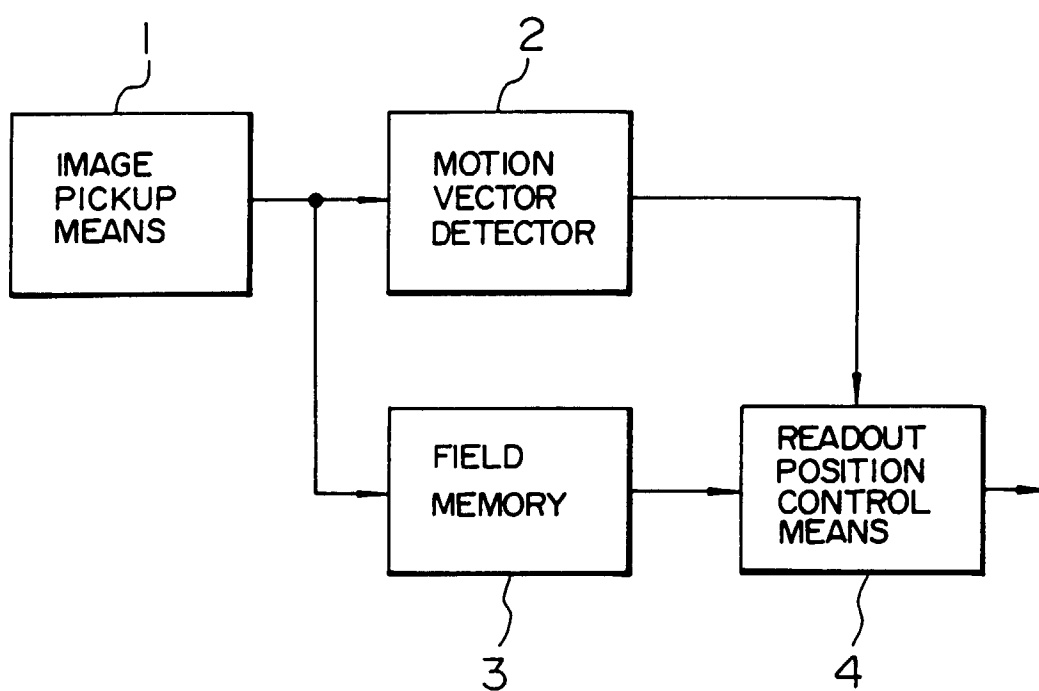 1
2
IMAGE
PICKUP
MEANS
MOTION
VECTOR
DETECTOR
FIELD
MEMORY
READOUT
POSITION
CONTROL
MEANS
3
4